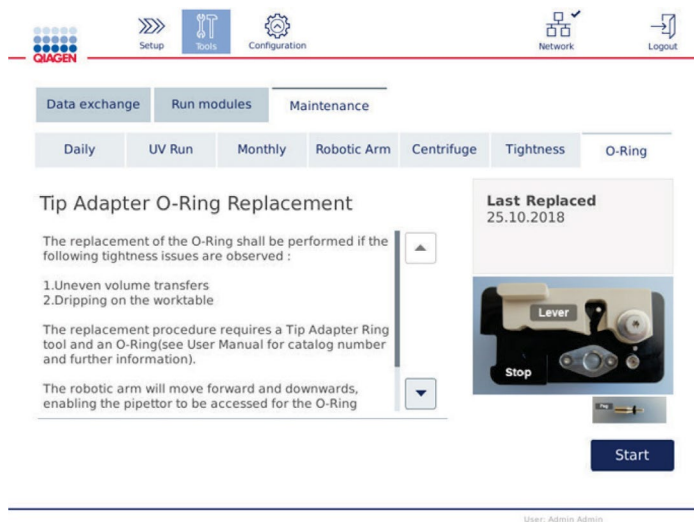 QIAGEN
Setup
Tools
Configuration
Network
Logout
Data exchange
Run modules
Maintenance
Daily
UV Run
Monthly
Robotic Arm
Centrifuge
Tightness
O-Ring
Tip Adapter O-Ring Replacement
The replacement of the O-Ring shall be performed if the
following tightness issues are observed :
1.Uneven volume transfers
2.Dripping on the worktable
The replacement procedure requires a Tip Adapter Ring
tool and an O-Ring(see User Manual for catalog number
and further information).
The robotic arm will move forward and downwards,
enabling the pipettor to be accessed for the O-Ring
Last Replaced
25.10.2018
Lever
Stop
Start
User: Admin Admin